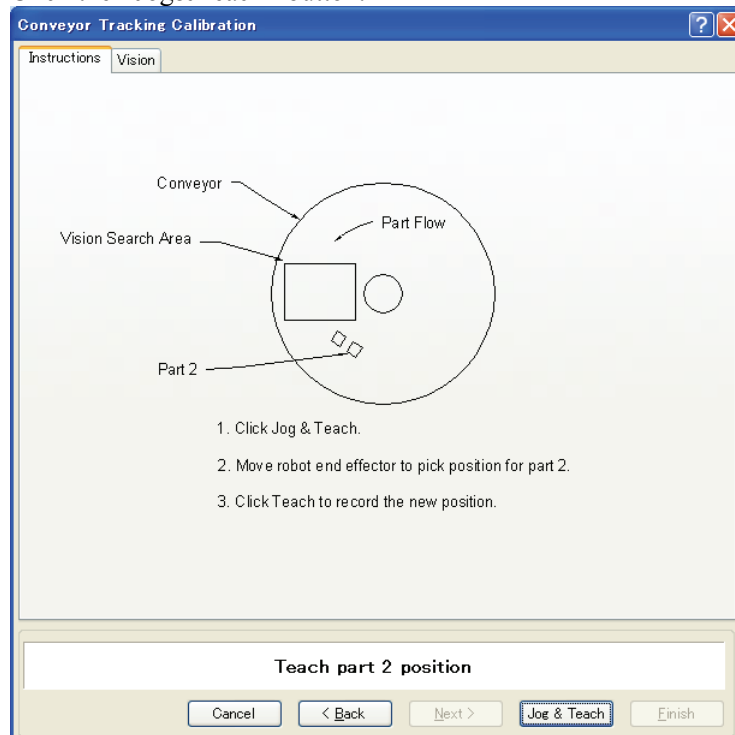 Conveyor Tracking Calibration
Instructions Vision
Conveyor
Part Flow
Vision Search Area
Part 2
1. Click Jog & Teach.
2. Move robot end effector to pick position for part 2.
3. Click Teach to record the new position.
Teach part 2 position
Cancel < Back Next > Jog & Teach Finish